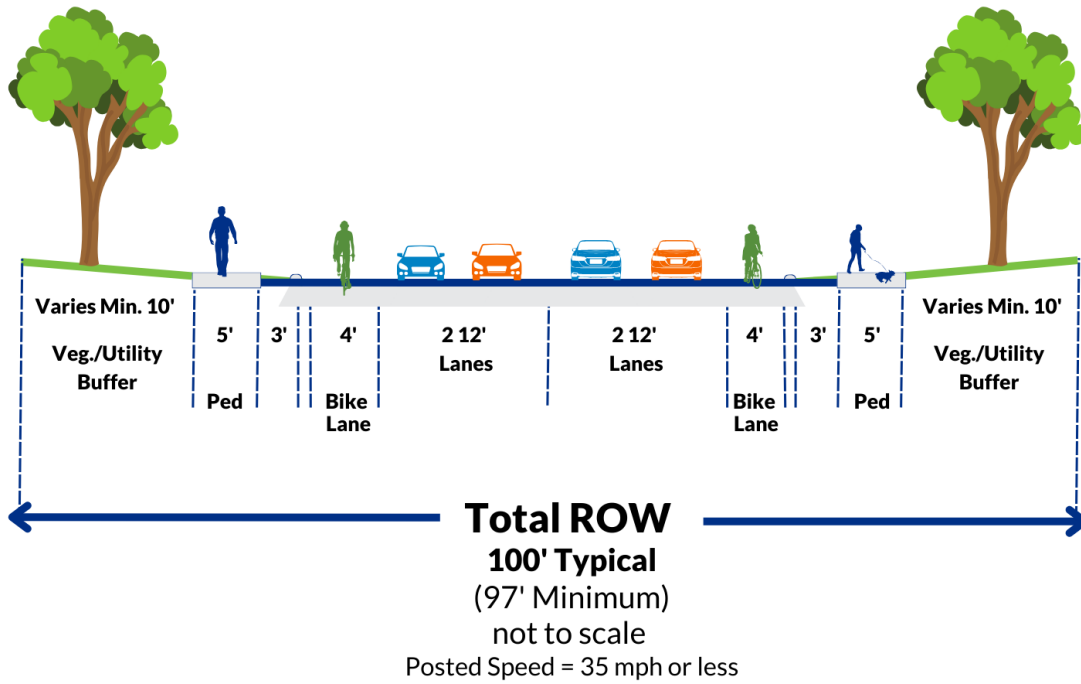 Varies Min. 10'
Veg./Utility
Buffer
5'
Ped
3'
4'
Bike
Lane
2 12'
Lanes
2 12'
Lanes
4'
Bike
Lane
3'
5'
Ped
Varies Min. 10'
Veg./Utility
Buffer
Total ROW
100' Typical
(97' Minimum)
not to scale
Posted Speed = 35 mph or less